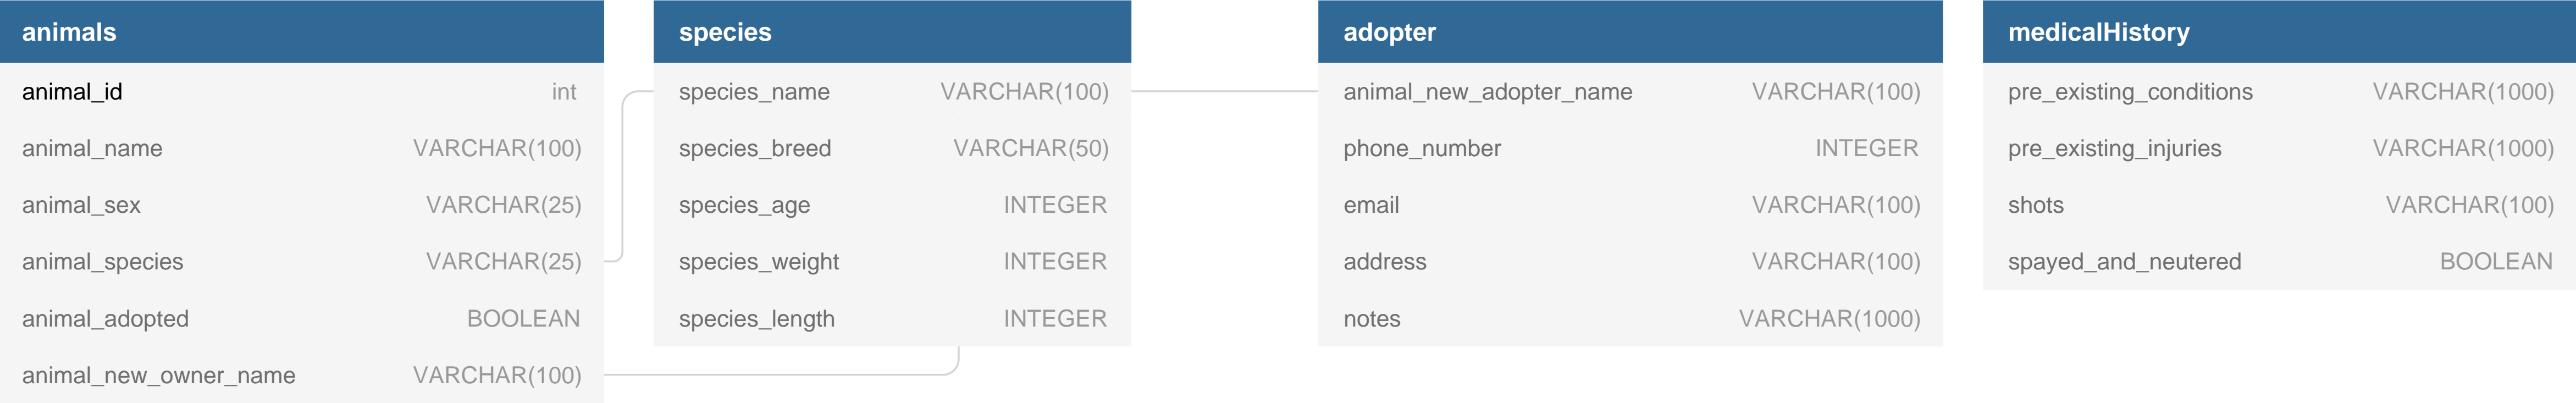 animals
animal_id int
animal_name VARCHAR(100)
animal_sex VARCHAR(25)
animal_species VARCHAR(25)
animal_adopted BOOLEAN
animal_new_owner_name VARCHAR(100)
species
species_name VARCHAR(100)
species_breed VARCHAR(50)
species_age INTEGER
species_weight INTEGER
species_length INTEGER
adopter
animal_new_adopter_name VARCHAR(100)
phone_number INTEGER
email VARCHAR(100)
address VARCHAR(100)
notes VARCHAR(1000)
medicalHistory
pre_existing_conditions VARCHAR(1000)
pre_existing_injuries VARCHAR(1000)
shots VARCHAR(100)
spayed_and_neutered BOOLEAN